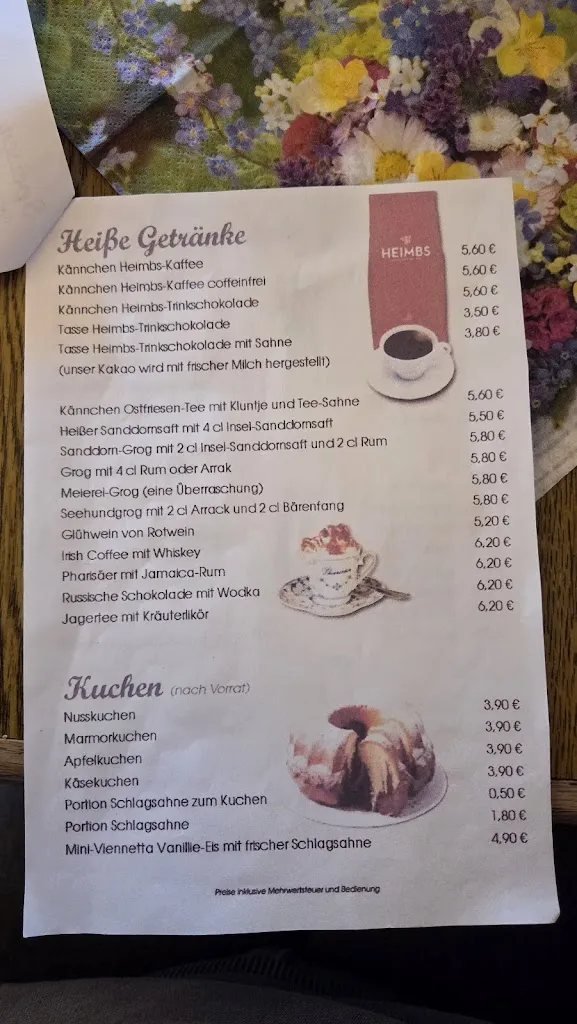 Heiße Getränke
HEIMBS
Kännchen Heimbs-Kaffee 5,60 €
Kännchen Heimbs-Kaffee coffeinfrei 5,60 €
Kännchen Heimbs-Trinkschokolade 5,60 €
Tasse Heimbs-Trinkschokolade 3,50 €
Tasse Heimbs-Trinkschokolade mit Sahne 3,80 €
(unser Kakao wird mit frischer Milch hergestellt)
Kännchen Ostfriesen-Tee mit Kluntje und Tee-Sahne 5,60 €
Heißer Sanddornsaft mit 4 cl Insel-Sanddornsaft 5,50 €
Sanddorn-Grog mit 2 cl Insel-Sanddornsaft und 2 cl Rum 5,80 €
Grog mit 4 cl Rum oder Arrak 5,80 €
Meierei-Grog (eine Überraschung) 5,80 €
Seehundgrog mit 2 cl Arrack und 2 cl Bärenfang 5,80 €
Glühwein von Rotwein 5,20 €
Irish Coffee mit Whiskey 6,20 €
Pharisäer mit Jamaica-Rum 6,20 €
Russische Schokolade mit Wodka 6,20 €
Jagertee mit Kräuterlikör 6,20 €
Kuchen (nach Vorrat)
Nusskuchen 3,90 €
Marmorkuchen 3,90 €
Apfelkuchen 3,90 €
Käsekuchen 3,90 €
Portion Schlagsahne zum Kuchen 0,50 €
Portion Schlagsahne 1,80 €
Mini-Viennetta Vanillie-Eis mit frischer Schlagsahne 4,90 €
Preise inklusive Mehrwertsteuer und Bedienung